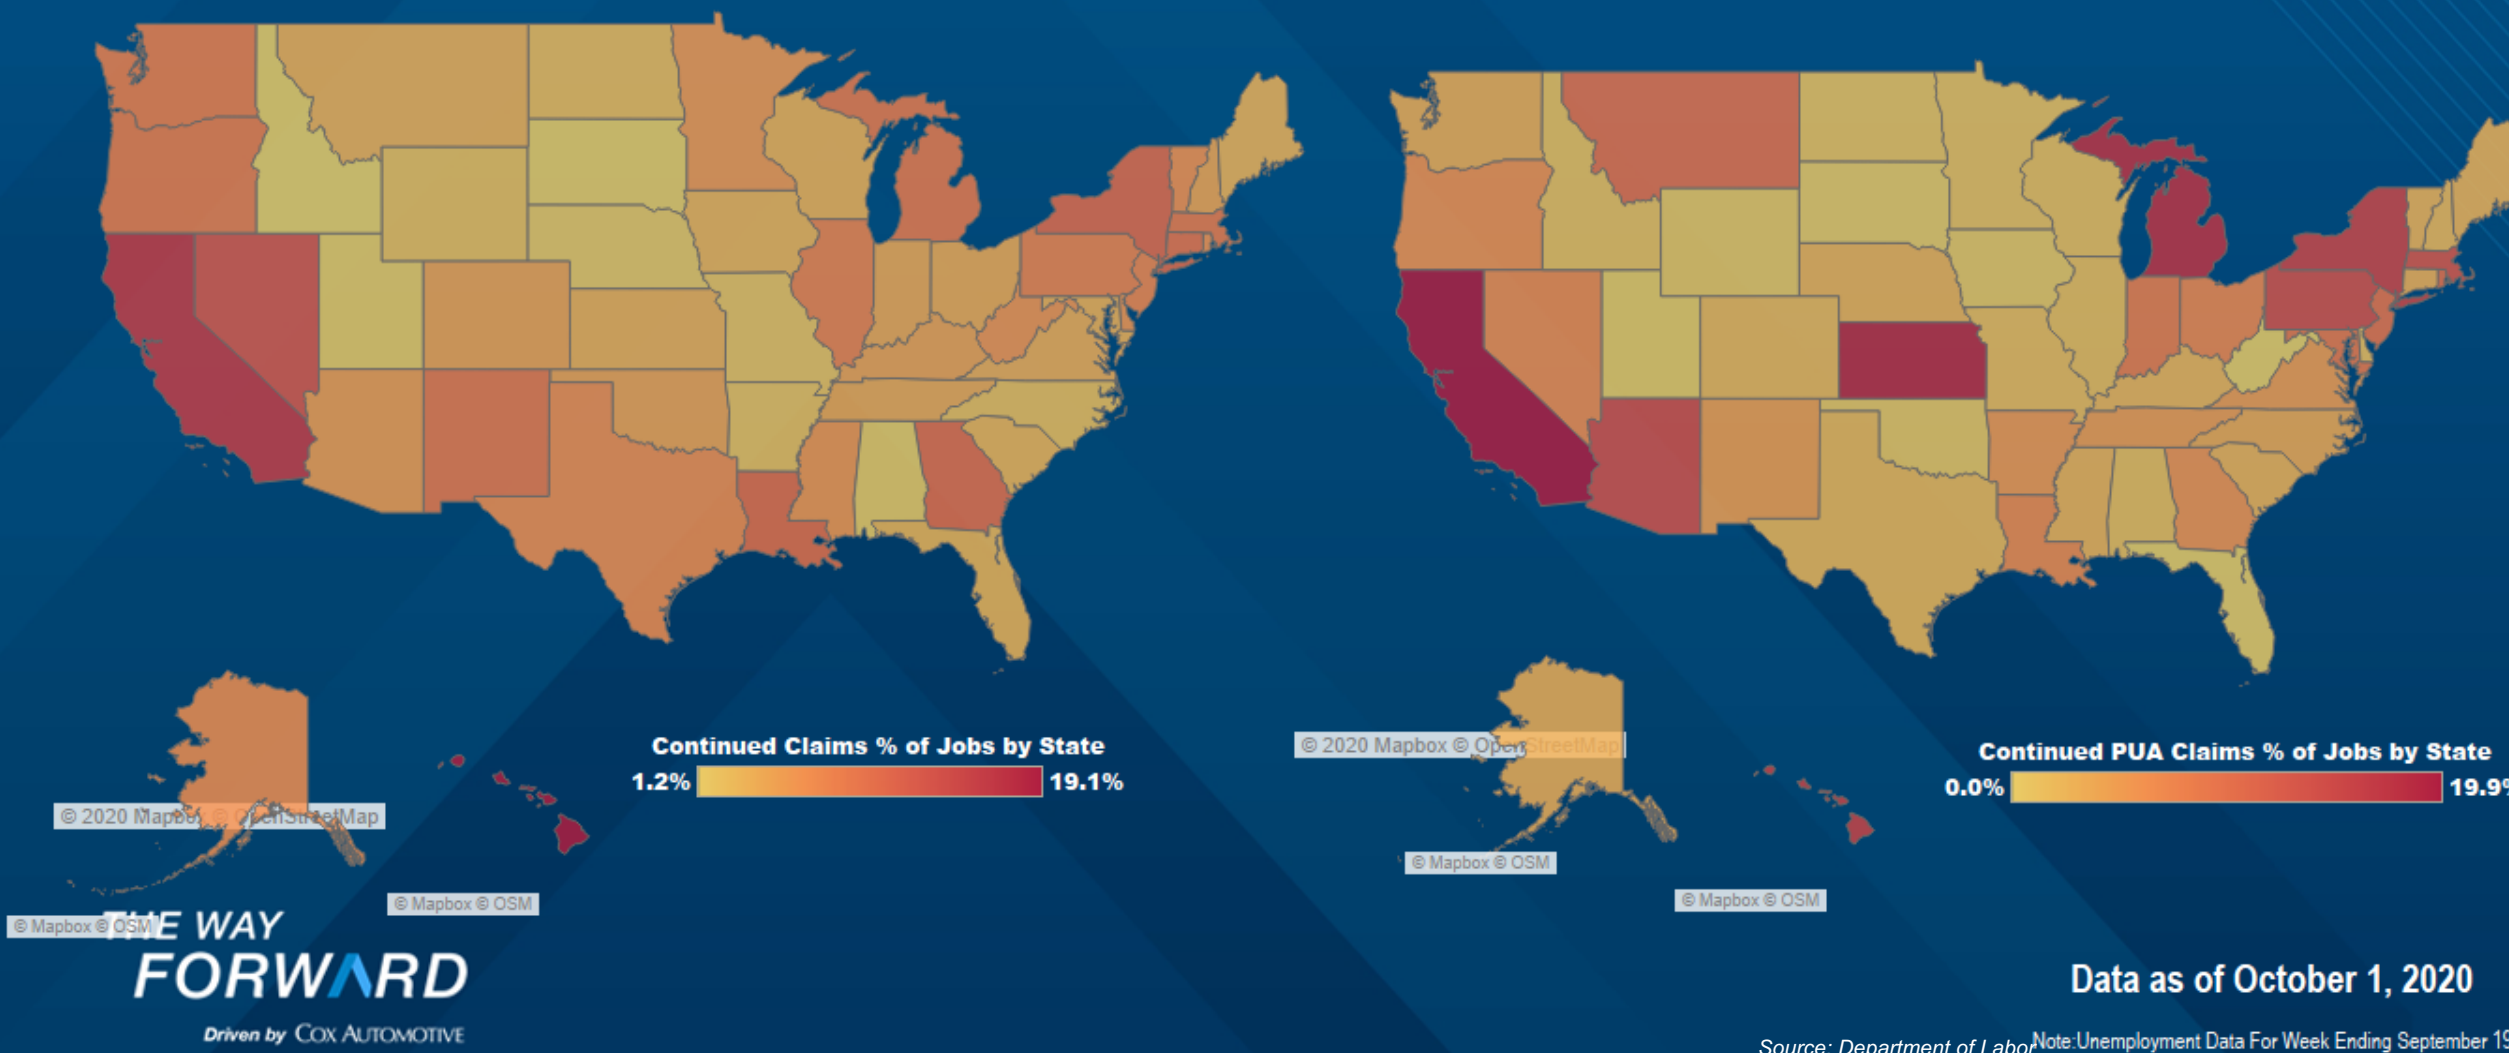 Continued Claims % of Jobs by State
1.2% 19.1%
© 2020 Mapbox © OpenStreetMap
© Mapbox © OSM
© Mapbox © OSM
© 2020 Mapbox © OpenStreetMap
Continued PUA Claims % of Jobs by State
0.0% 19.9%
© Mapbox © OSM
© Mapbox © OSM
THE WAY
FORWARD
Driven by COX AUTOMOTIVE
Data as of October 1, 2020
Source: Department of Labor
Note:Unemployment Data For Week Ending September 19